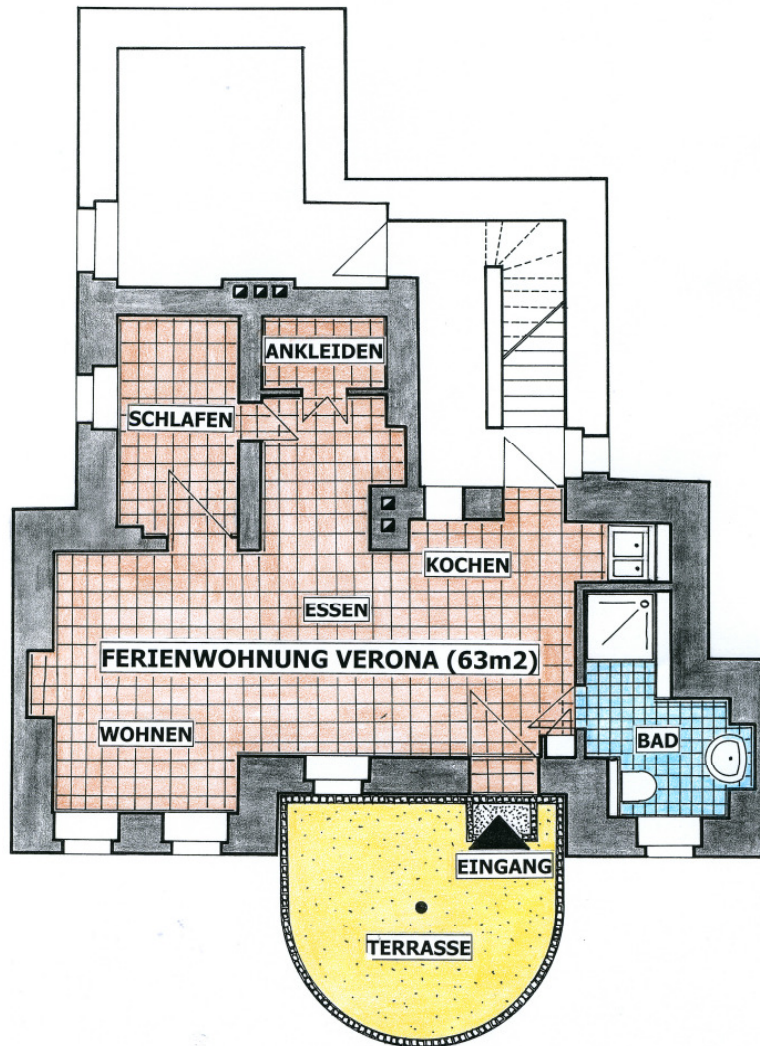 ANKLEIDEN
SCHLAFEN
KOCHEN
ESSEN
FERIENWOHNUNG VERONA (63m2)
WOHNEN
BAD
EINGANG
TERRASSE